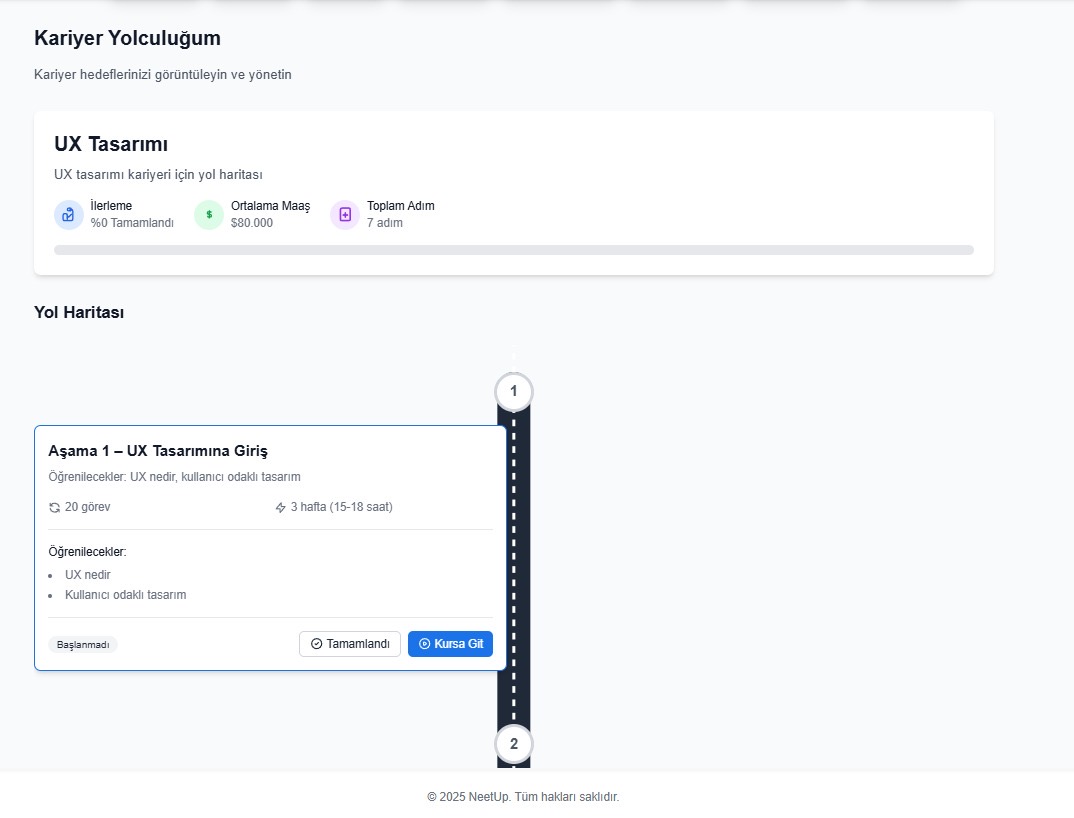 Kariyer Yolculuğum
Kariyer hedeflerinizi görüntüleyin ve yönetin
UX Tasarımı
UX tasarımı kariyeri için yol haritası
İlerleme
%0 Tamamlandı
$
Ortalama Maaş
$80.000
Toplam Adım
7 adım
Yol Haritası
1
Aşama 1 – UX Tasarımına Giriş
Öğrenilecekler: UX nedir, kullanıcı odaklı tasarım
20 görev
3 hafta (15-18 saat)
Öğrenilecekler:
• UX nedir
• Kullanıcı odaklı tasarım
Başlanmadı
Tamamlandı
Kursa Git
2
© 2025 NeetUp. Tüm hakları saklıdır.